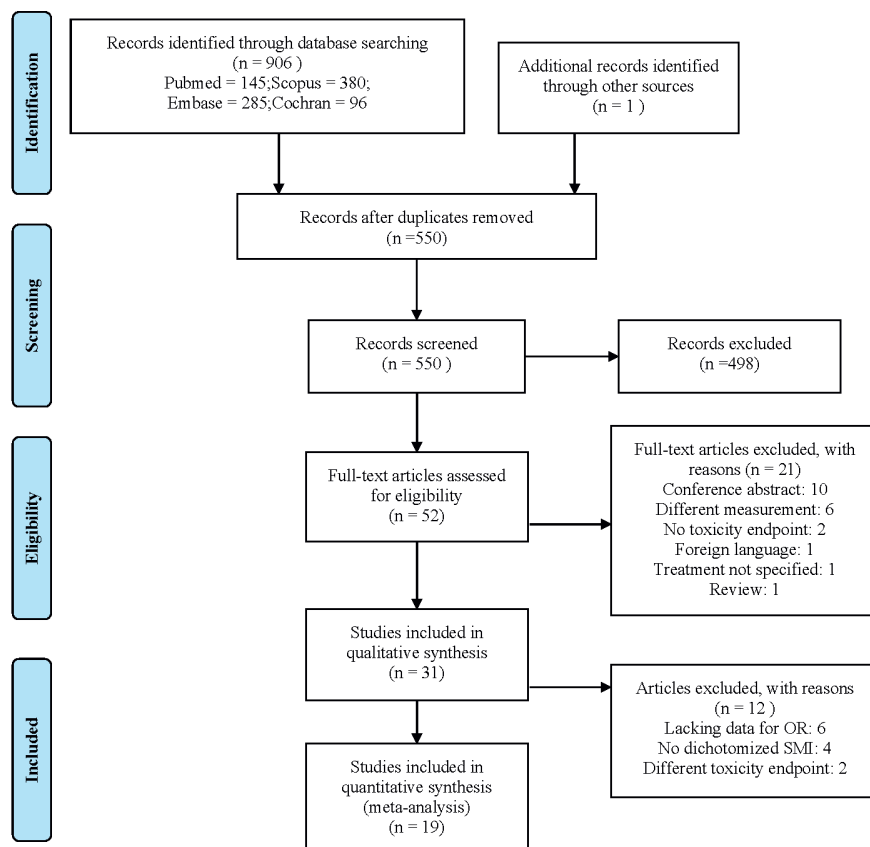 Identification
Records identified through database searching
(n = 906 )
Pubmed = 145;Scopus = 380;
Embase = 285;Cochran = 96
Additional records identified
through other sources
(n = 1 )
Records after duplicates removed
(n =550)
Screening
Records screened
(n = 550 )
Records excluded
(n =498)
Eligibility
Full-text articles assessed
for eligibility
(n = 52)
Full-text articles excluded, with
reasons (n = 21)
Conference abstract: 10
Different measurement: 6
No toxicity endpoint: 2
Foreign language: 1
Treatment not specified: 1
Review: 1
Studies included in
qualitative synthesis
(n = 31)
Included
Articles excluded, with reasons
(n = 12 )
Lacking data for OR: 6
No dichotomized SMI: 4
Different toxicity endpoint: 2
Studies included in
quantitative synthesis
(meta-analysis)
(n = 19)